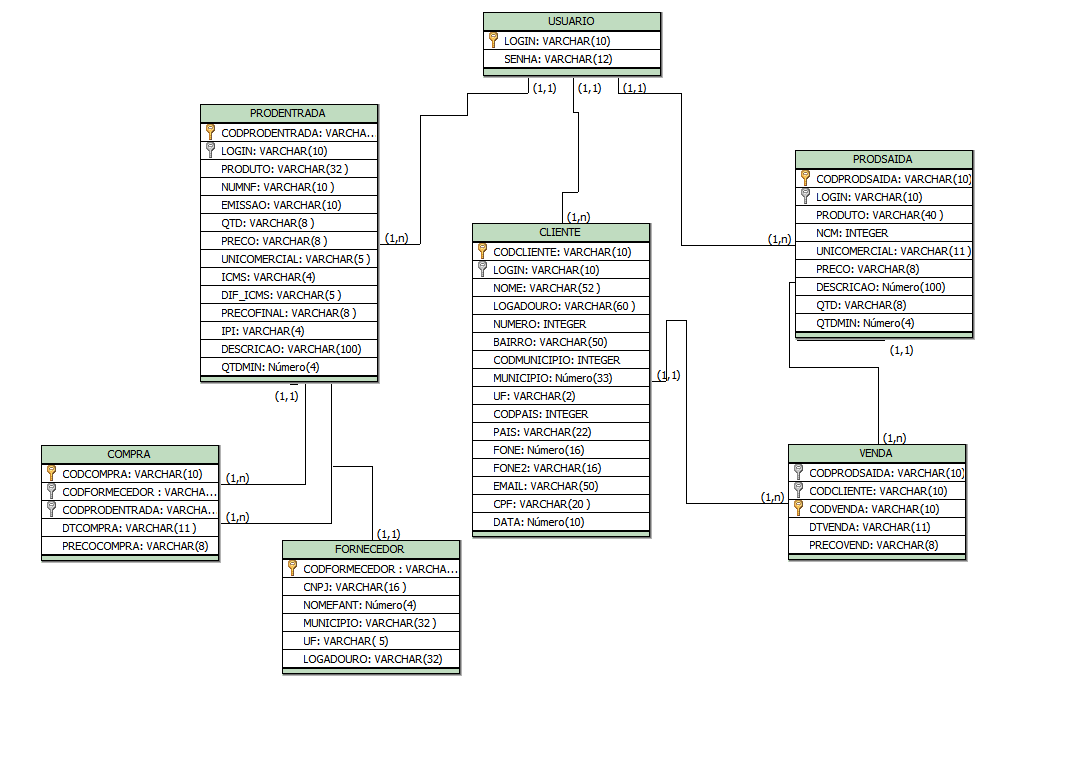 USUARIO
LOGIN: VARCHAR(10)
SENHA: VARCHAR(12)
(1,1)
(1,1)
(1,1)
PRODENTRADA
CODPRODENTRADA: VARCHA...
LOGIN: VARCHAR(10)
PRODUTO: VARCHAR(32 )
NUMNF: VARCHAR(10 )
EMISSAO: VARCHAR(10)
QTD: VARCHAR(8 )
PRECO: VARCHAR(8 )
UNICOMERCIAL: VARCHAR(5 )
ICMS: VARCHAR(4)
DIF_ICMS: VARCHAR(5 )
PRECOFINAL: VARCHAR(8 )
IPI: VARCHAR(4)
DESCRICAO: VARCHAR(100)
QTDMIN: Número(4)
(1,n)
(1,1)
PRODSAIDA
CODPRODSAIDA: VARCHAR(10)
LOGIN: VARCHAR(10)
PRODUTO: VARCHAR(40 )
NCM: INTEGER
UNICOMERCIAL: VARCHAR(11 )
PRECO: VARCHAR(8)
DESCRICAO: Número(100)
QTD: VARCHAR(8)
QTDMIN: Número(4)
(1,n)
(1,1)
(1,n)
CLIENTE
CODCLIENTE: VARCHAR(10)
LOGIN: VARCHAR(10)
NOME: VARCHAR(52 )
LOGADOURO: VARCHAR(60 )
NUMERO: INTEGER
BAIRRO: VARCHAR(50)
CODMUNICIPIO: INTEGER
MUNICIPIO: Número(33)
UF: VARCHAR(2)
CODPAIS: INTEGER
PAIS: VARCHAR(22)
FONE: Número(16)
FONE2: VARCHAR(16)
EMAIL: VARCHAR(50)
CPF: VARCHAR(20 )
DATA: Número(10)
(1,1)
COMPRA
CODCOMPRA: VARCHAR(10)
CODFORMECEDOR : VARCHA...
CODPRODENTRADA: VARCHA...
DTCOMPRA: VARCHAR(11 )
PRECOCOMPRA: VARCHAR(8)
(1,n)
(1,n)
(1,n)
VENDA
CODPRODSAIDA: VARCHAR(10)
CODCLIENTE: VARCHAR(10)
CODVENDA: VARCHAR(10)
DTVENDA: VARCHAR(11)
PRECOVEND: VARCHAR(8)
(1,n)
(1,1)
FORNECEDOR
CODFORMECEDOR : VARCHA...
CNPJ: VARCHAR(16 )
NOMEFANT: Número(4)
MUNICIPIO: VARCHAR(32 )
UF: VARCHAR( 5)
LOGADOURO: VARCHAR(32)